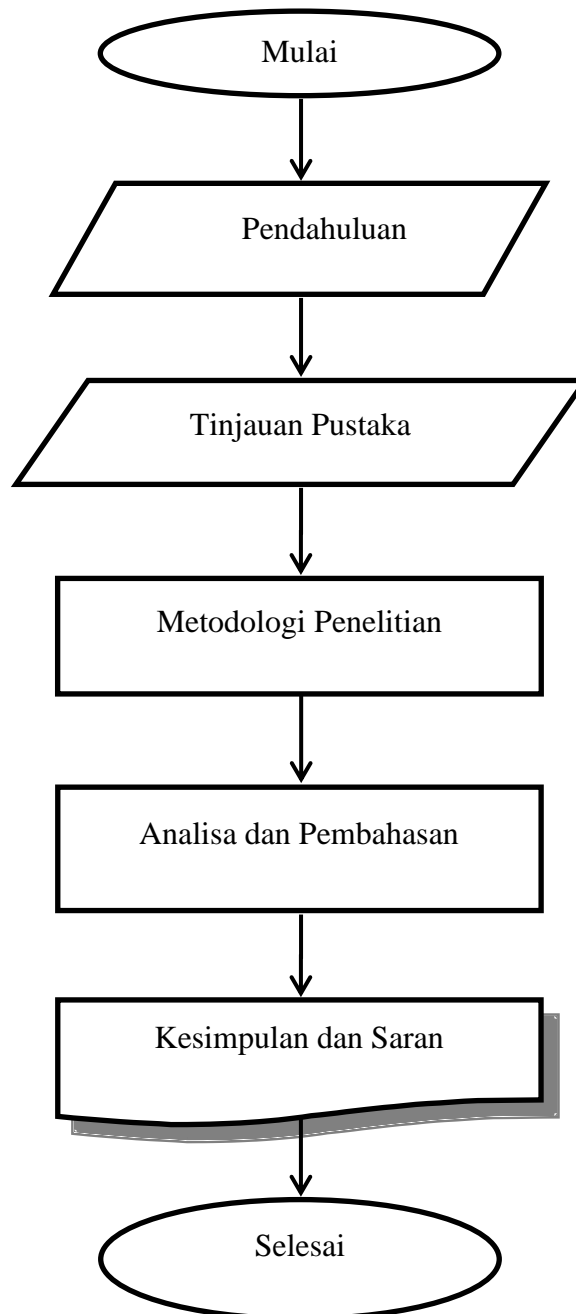 Mulai
Pendahuluan
Tinjauan Pustaka
Metodologi Penelitian
Analisa dan Pembahasan
Kesimpulan dan Saran
Selesai